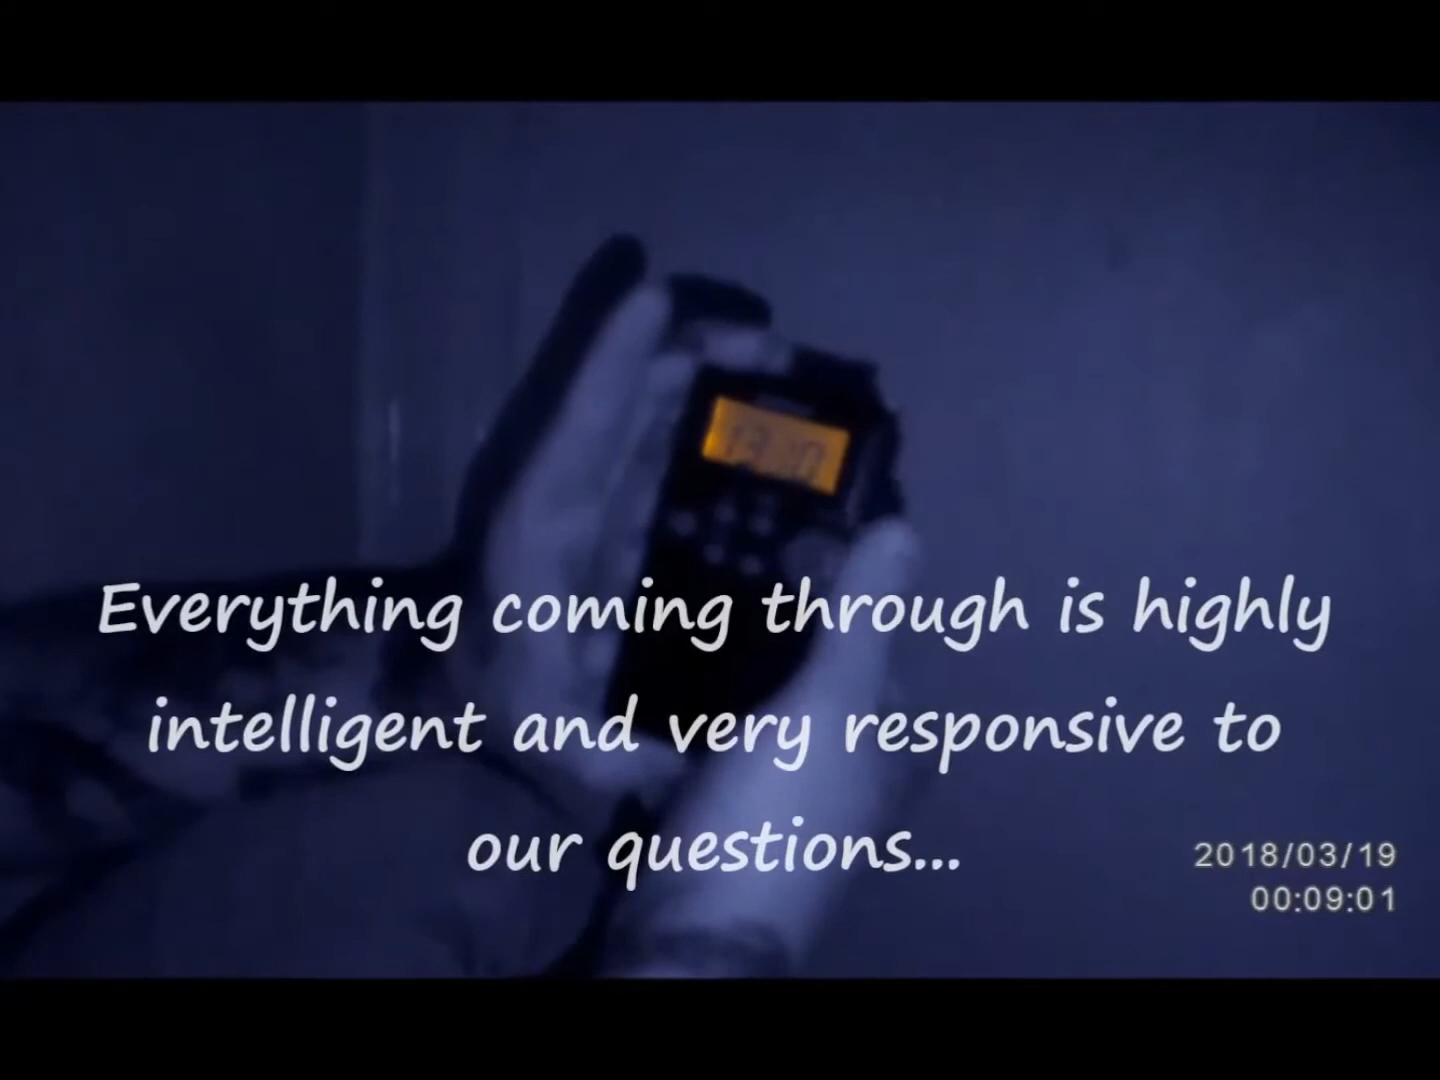 Everything coming through is highly
intelligent and very responsive to
our questions...
2018/03/19
00:09:01